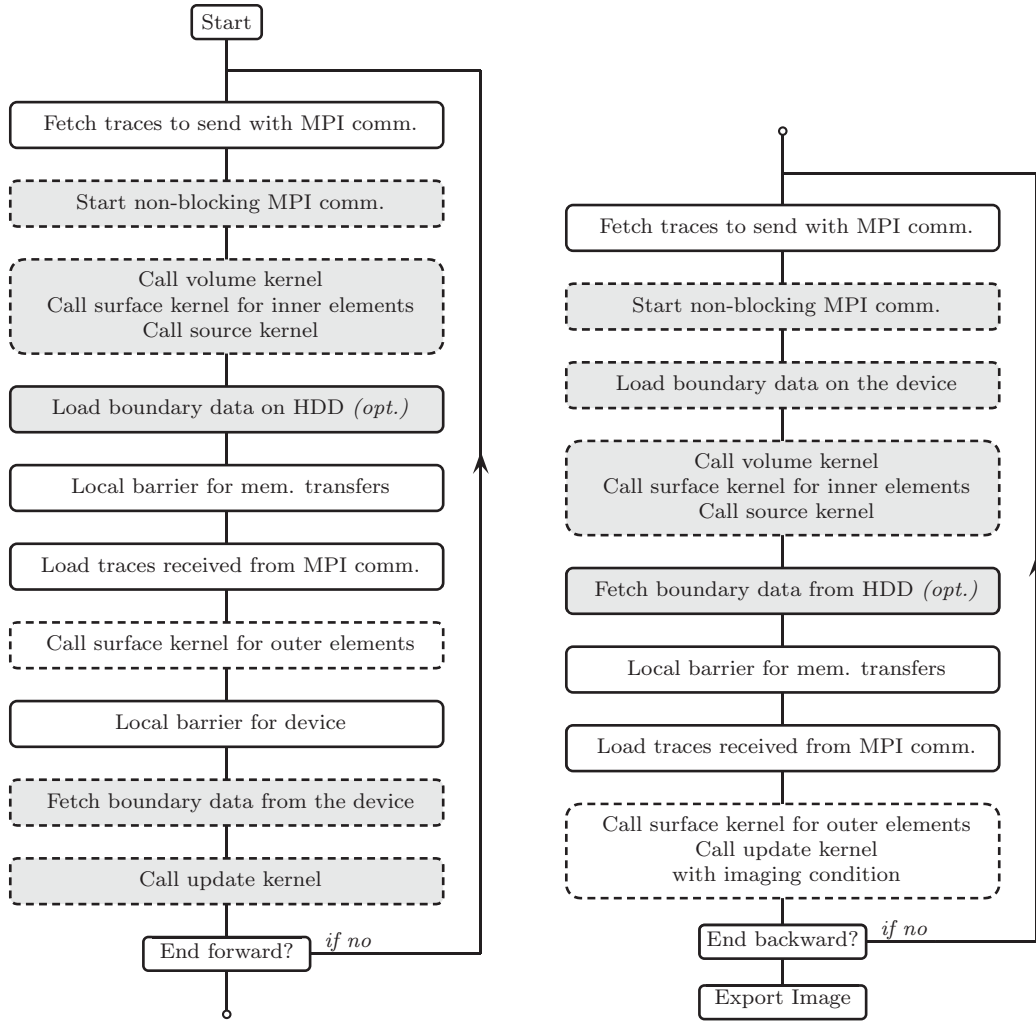 Start
Fetch traces to send with MPI comm.
Start non-blocking MPI comm.
Call volume kernel
Call surface kernel for inner elements
Call source kernel
Load boundary data on HDD (opt.)
Local barrier for mem. transfers
Load traces received from MPI comm.
Call surface kernel for outer elements
Local barrier for device
Fetch boundary data from the device
Call update kernel
End forward?
if no
Fetch traces to send with MPI comm.
Start non-blocking MPI comm.
Load boundary data on the device
Call volume kernel
Call surface kernel for inner elements
Call source kernel
Fetch boundary data from HDD (opt.)
Local barrier for mem. transfers
Load traces received from MPI comm.
Call surface kernel for outer elements
Call update kernel
with imaging condition
End backward?
if no
Export Image